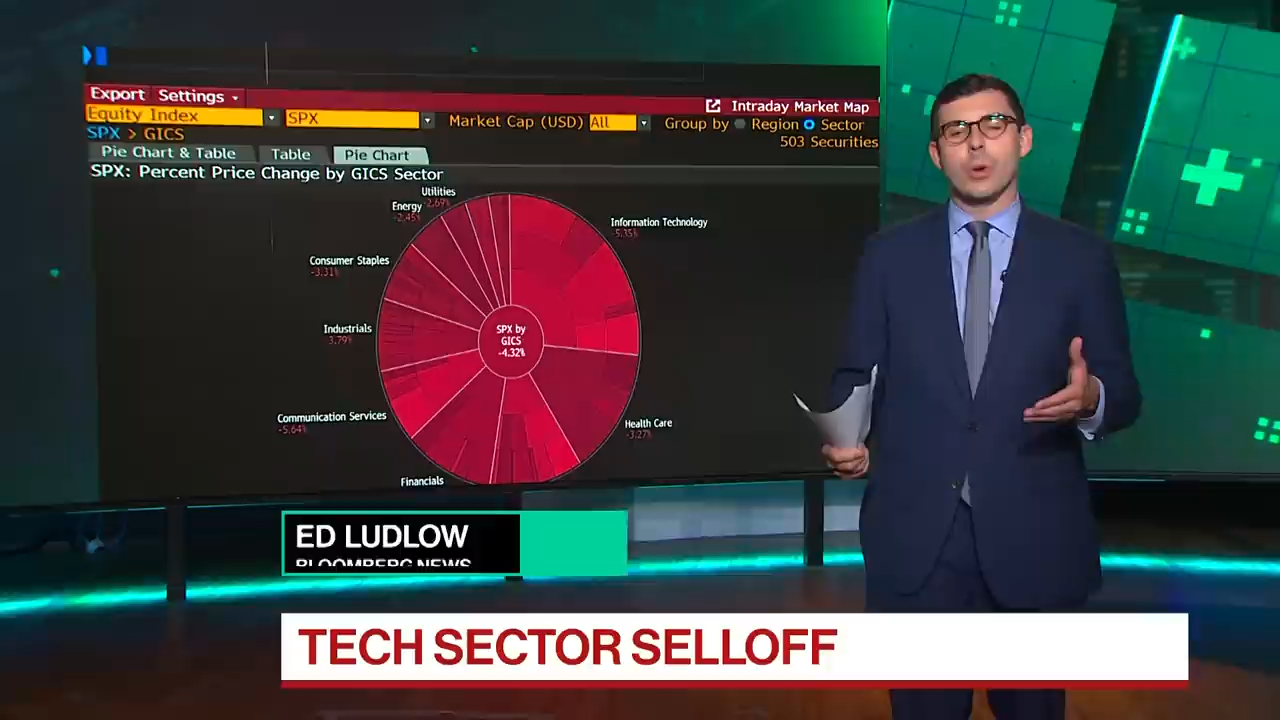 Export Settings
Intraday Market Map
Equity Index SPX Market Cap (USD) All Group by Region Sector
SPX > GICS
503 Securities
Pie Chart & Table Table Pie Chart
SPX: Percent Price Change by GICS Sector
Utilities
-2.69%
Energy
-2.45%
Information Technology
-5.35%
Consumer Staples
-3.31%
Industrials
3.79%
SPX by
GICS
-4.32%
Communication Services
-5.64%
Health Care
-3.27%
Financials
ED LUDLOW
BLOOMBERG NEWS
TECH SECTOR SELLOFF